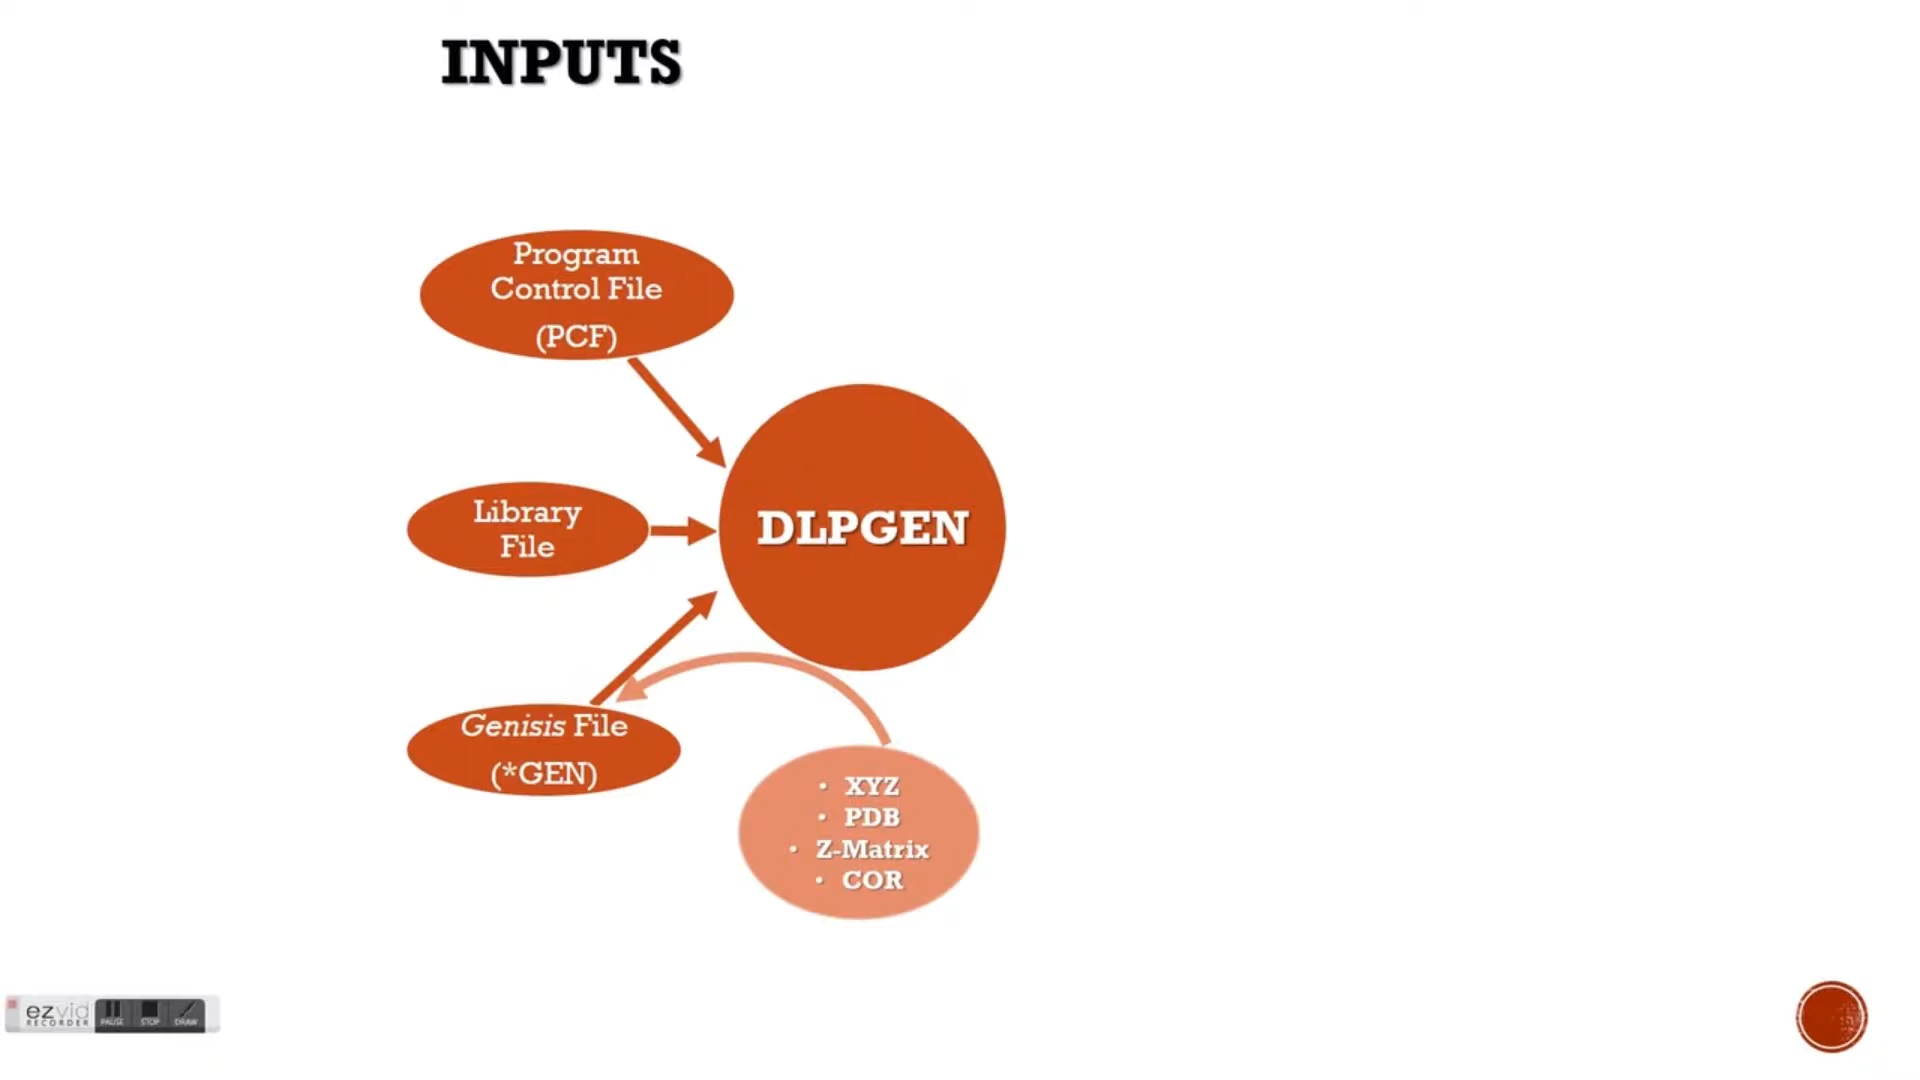 INPUTS
Program
Control File
(PCF)
Library
File
DLPGEN
Genisis File
(*GEN)
• XYZ
• PDB
• Z-Matrix
• COR
ezvid
RECORDER
PAUSE STOP DRAW